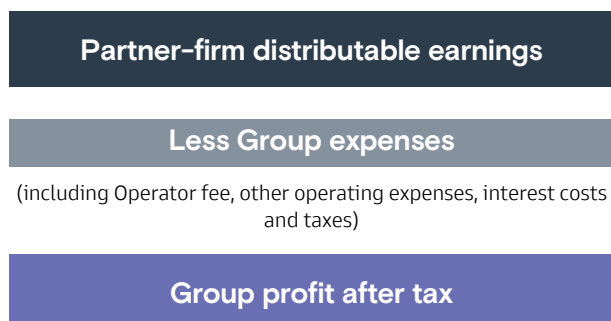 Partner-firm distributable earnings
Less Group expenses
(including Operator fee, other operating expenses, interest costs
and taxes)
Group profit after tax